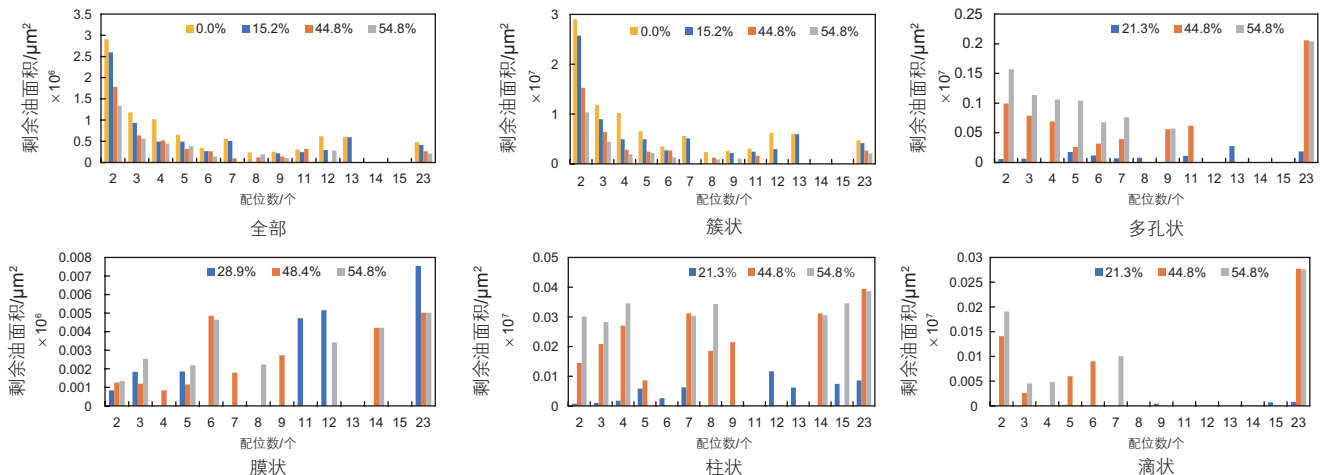 剩余油面积/μm²
×10⁶
3.5
3
2.5
2
1.5
1
0.5
0
0.0% 15.2% 44.8% 54.8%
2 3 4 5 6 7 8 9 11 12 13 14 15 23
配位数/个
全部
剩余油面积/μm²
×10⁷
3
2
1
0
0.0% 15.2% 44.8% 54.8%
2 3 4 5 6 7 8 9 11 12 13 14 15 23
配位数/个
簇状
剩余油面积/μm²
×10⁷
0.25
0.2
0.15
0.1
0.05
0
21.3% 44.8% 54.8%
2 3 4 5 6 7 8 9 11 12 13 14 15 23
配位数/个
多孔状
剩余油面积/μm²
×10⁶
0.008
0.007
0.006
0.005
0.004
0.003
0.002
0.001
0
28.9% 48.4% 54.8%
2 3 4 5 6 7 8 9 11 12 14 15 23
配位数/个
膜状
剩余油面积/μm²
×10⁷
0.05
0.04
0.03
0.02
0.01
0
21.3% 44.8% 54.8%
2 3 4 5 6 7 8 9 11 12 13 14 15 23
配位数/个
柱状
剩余油面积/μm²
×10⁷
0.03
0.025
0.02
0.015
0.01
0.005
0
21.3% 44.8% 54.8%
2 3 4 5 6 7 8 9 11 12 13 14 15 23
配位数/个
滴状